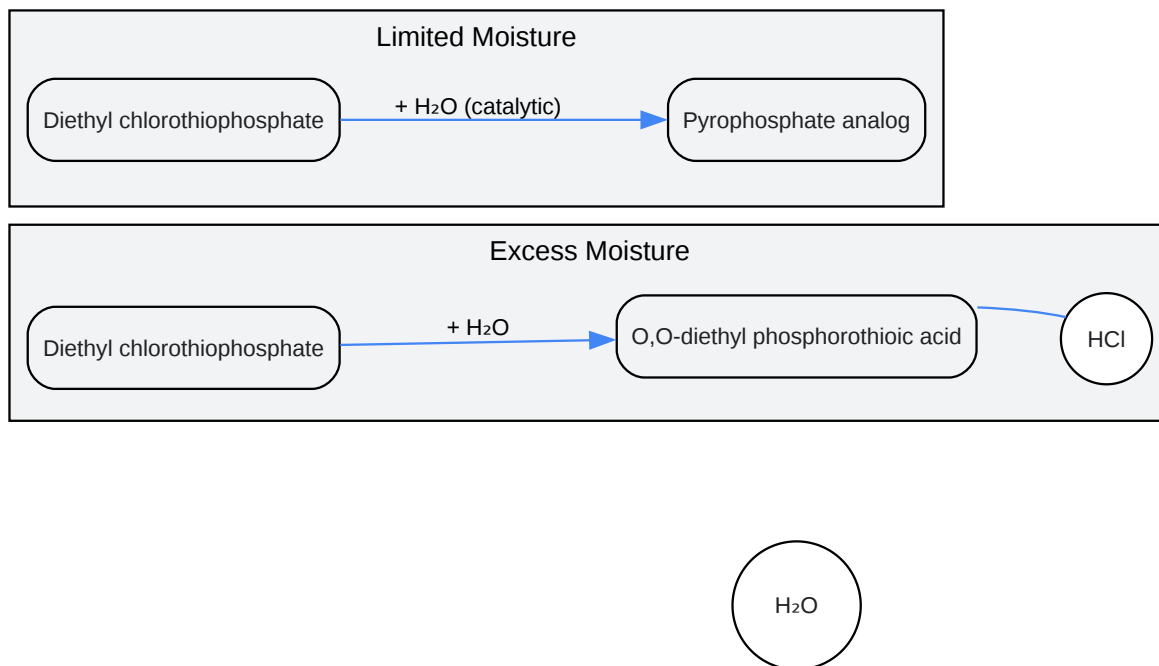 Limited Moisture
Diethyl chlorothiophosphate
+ H₂O (catalytic)
Pyrophosphate analog
Excess Moisture
Diethyl chlorothiophosphate
+ H₂O
O,O-diethyl phosphorothioic acid
HCl
H₂O